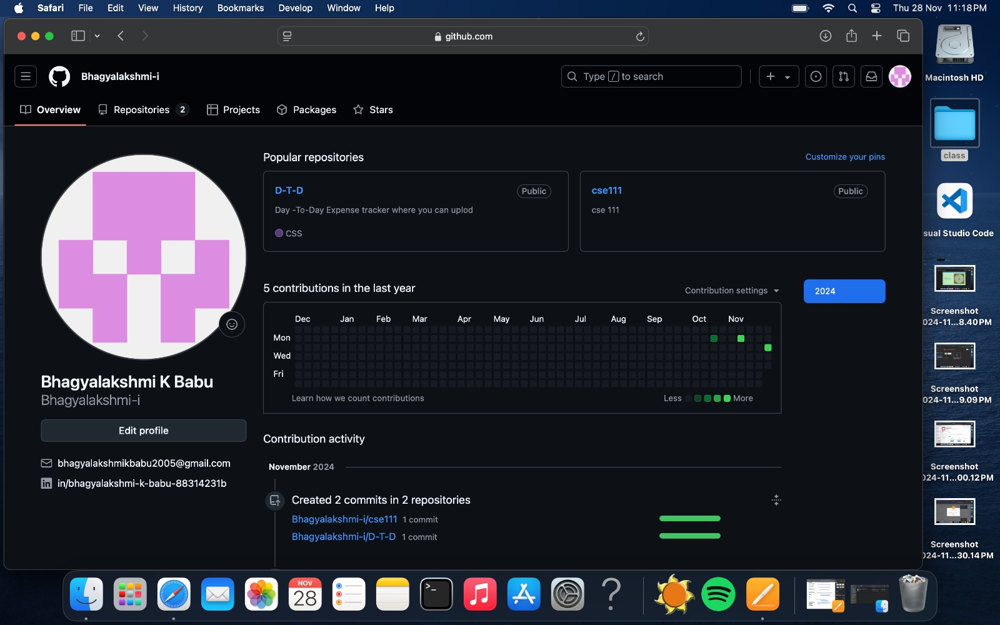 Safari File Edit View History Bookmarks Develop Window Help
Thu 28 Nov 11:18 PM
github.com
Bhagyalakshmi-i
Type / to search
Overview
Repositories 2
Projects
Packages
Stars
Popular repositories
Customize your pins
D-T-D
Public
Day -To-Day Expense tracker where you can uplod
CSS
cse111
Public
cse 111
5 contributions in the last year
Contribution settings
2024
Dec Jan Feb Mar Apr May Jun Jul Aug Sep Oct Nov
Mon
Wed
Fri
Learn how we count contributions
Less
More
Bhagyalakshmi K Babu
Bhagyalakshmi-i
Edit profile
bhagyalakshmikbabu2005@gmail.com
in/bhagyalakshmi-k-babu-88314231b
Contribution activity
November 2024
Created 2 commits in 2 repositories
Bhagyalakshmi-i/cse111 1 commit
Bhagyalakshmi-i/D-T-D 1 commit
Macintosh HD
class
sual Studio Code
Screenshot
024-11...8.40 PM
Screenshot
024-11...9.09 PM
Screenshot
024-11...00.12 PM
Screenshot
024-11...30.14 PM
NOV
28